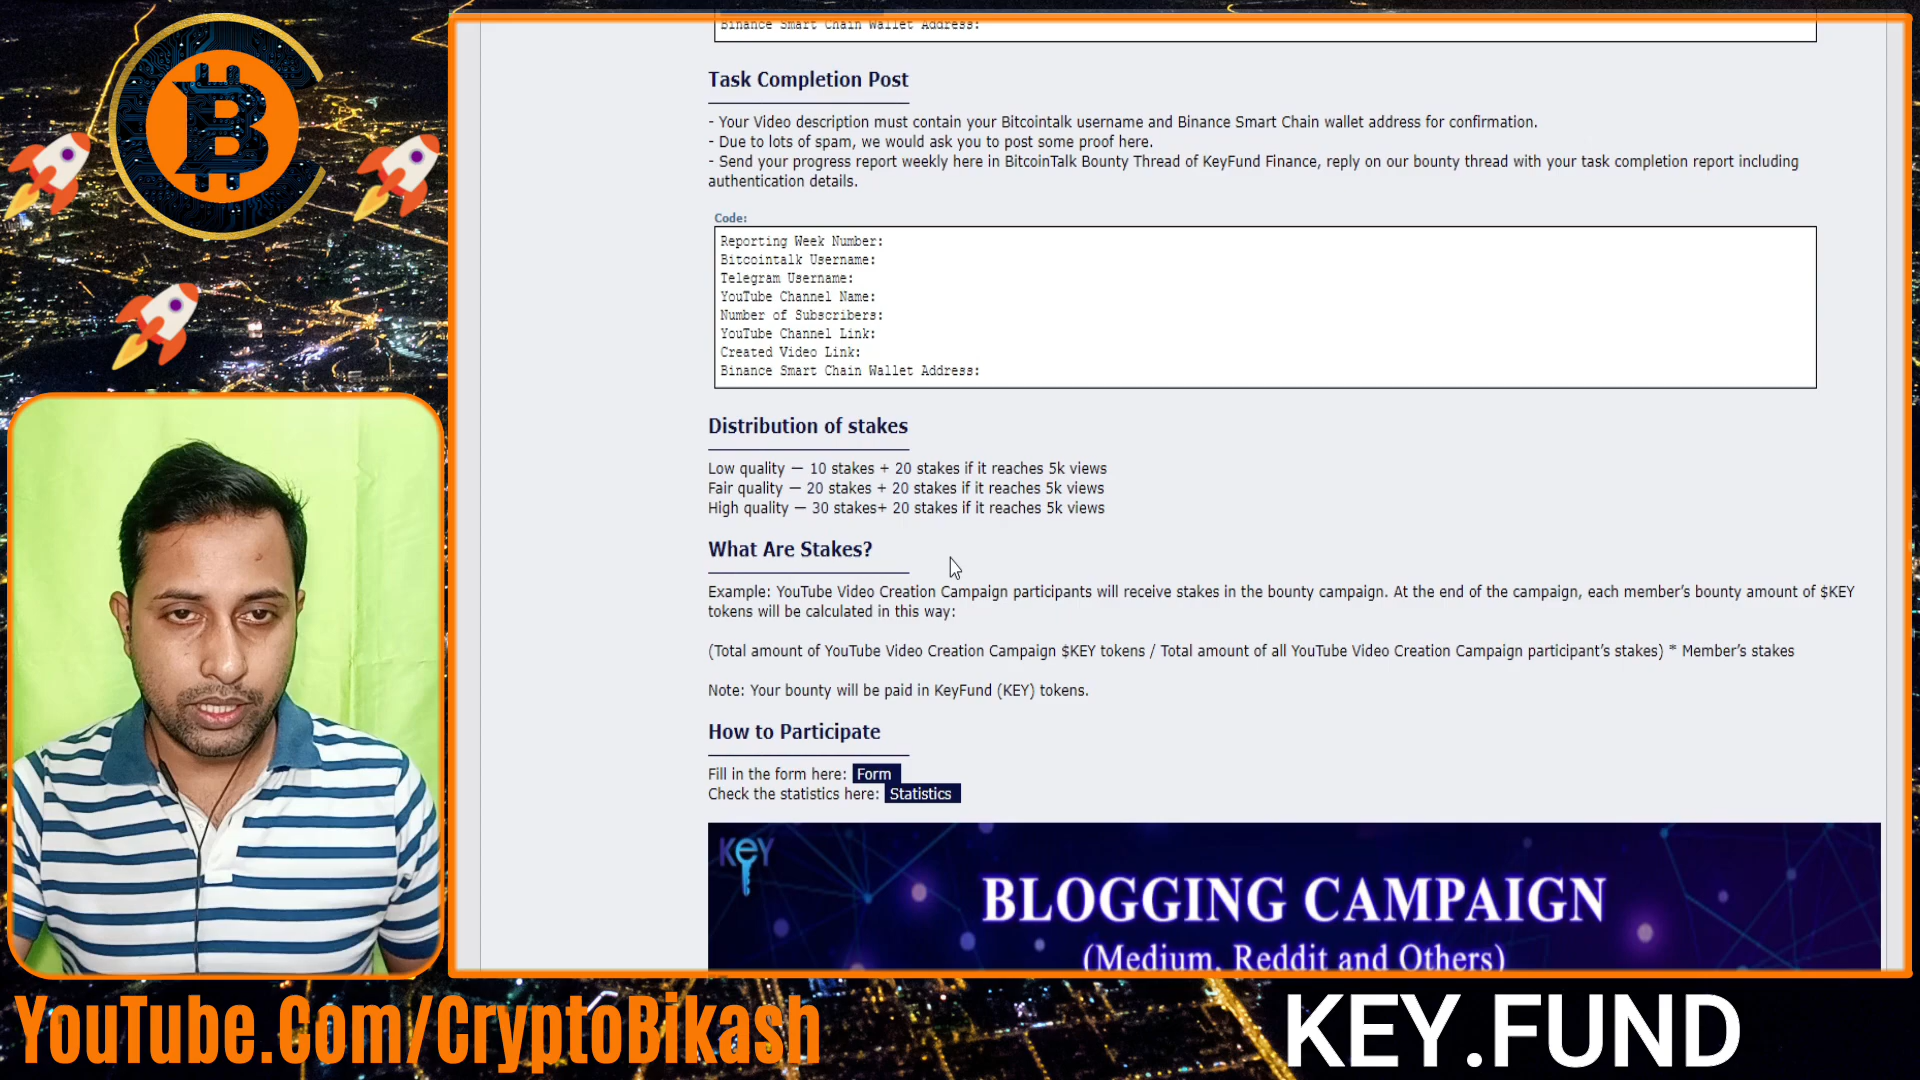 Binance Smart Chain Wallet Address:
Task Completion Post
- Your Video description must contain your Bitcointalk username and Binance Smart Chain wallet address for confirmation.
- Due to lots of spam, we would ask you to post some proof here.
- Send your progress report weekly here in BitcoinTalk Bounty Thread of KeyFund Finance, reply on our bounty thread with your task completion report including
authentication details.
Code:
Reporting Week Number:
Bitcointalk Username:
Telegram Username:
YouTube Channel Name:
Number of Subscribers:
YouTube Channel Link:
Created Video Link:
Binance Smart Chain Wallet Address:
Distribution of stakes
Low quality — 10 stakes + 20 stakes if it reaches 5k views
Fair quality — 20 stakes + 20 stakes if it reaches 5k views
High quality — 30 stakes+ 20 stakes if it reaches 5k views
What Are Stakes?
Example: YouTube Video Creation Campaign participants will receive stakes in the bounty campaign. At the end of the campaign, each member's bounty amount of $KEY
tokens will be calculated in this way:
(Total amount of YouTube Video Creation Campaign $KEY tokens / Total amount of all YouTube Video Creation Campaign participant's stakes) * Member's stakes
Note: Your bounty will be paid in KeyFund (KEY) tokens.
How to Participate
Fill in the form here: Form
Check the statistics here: Statistics
KEY
BLOGGING CAMPAIGN
(Medium, Reddit and Others)
YouTube.Com/CryptoBikash
KEY.FUND